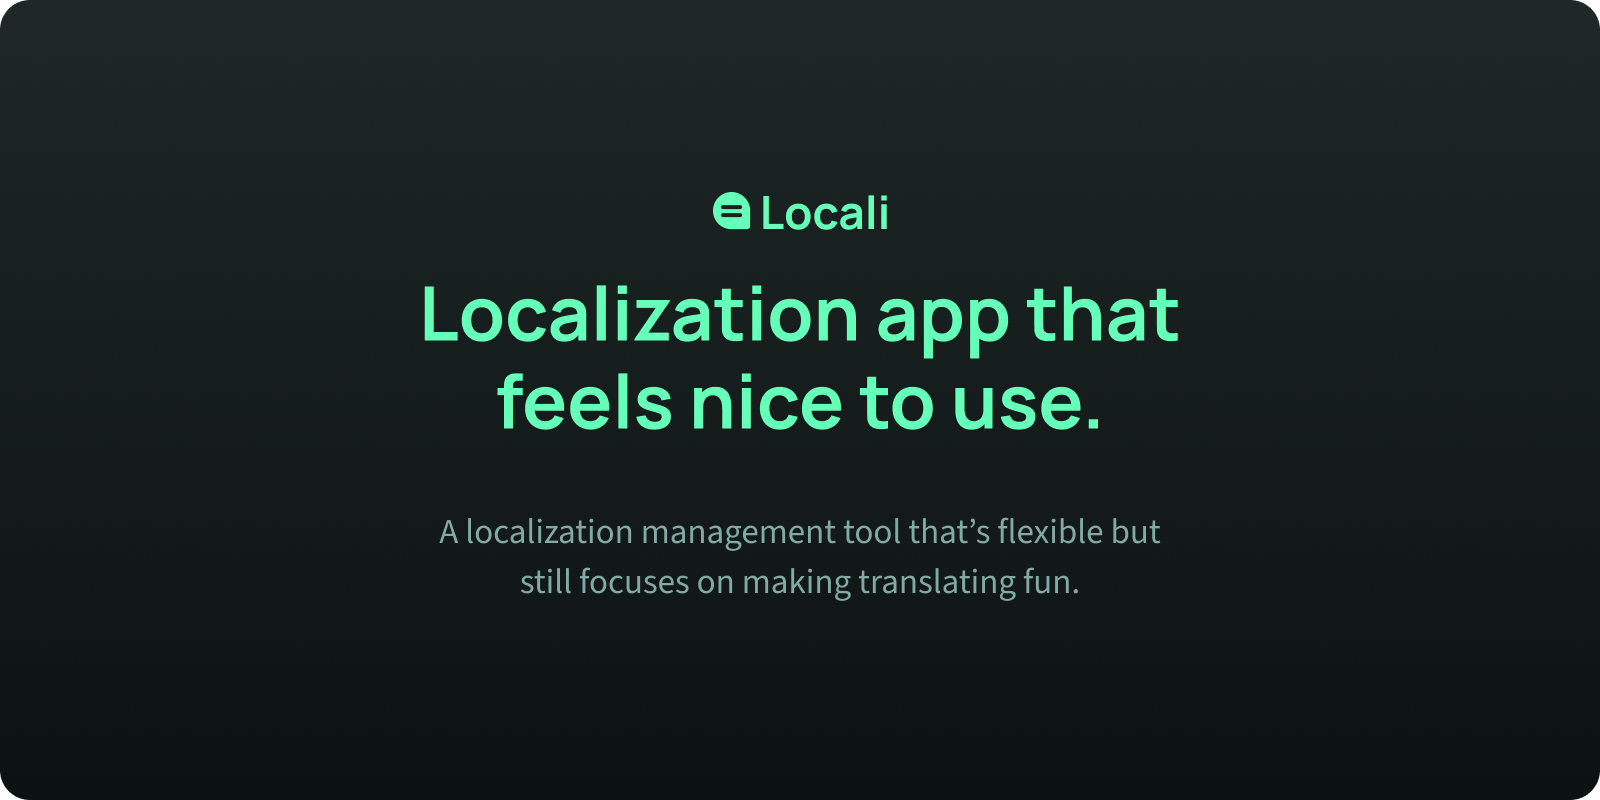 Locali
Localization app that
feels nice to use.
A localization management tool that’s flexible but
still focuses on making translating fun.